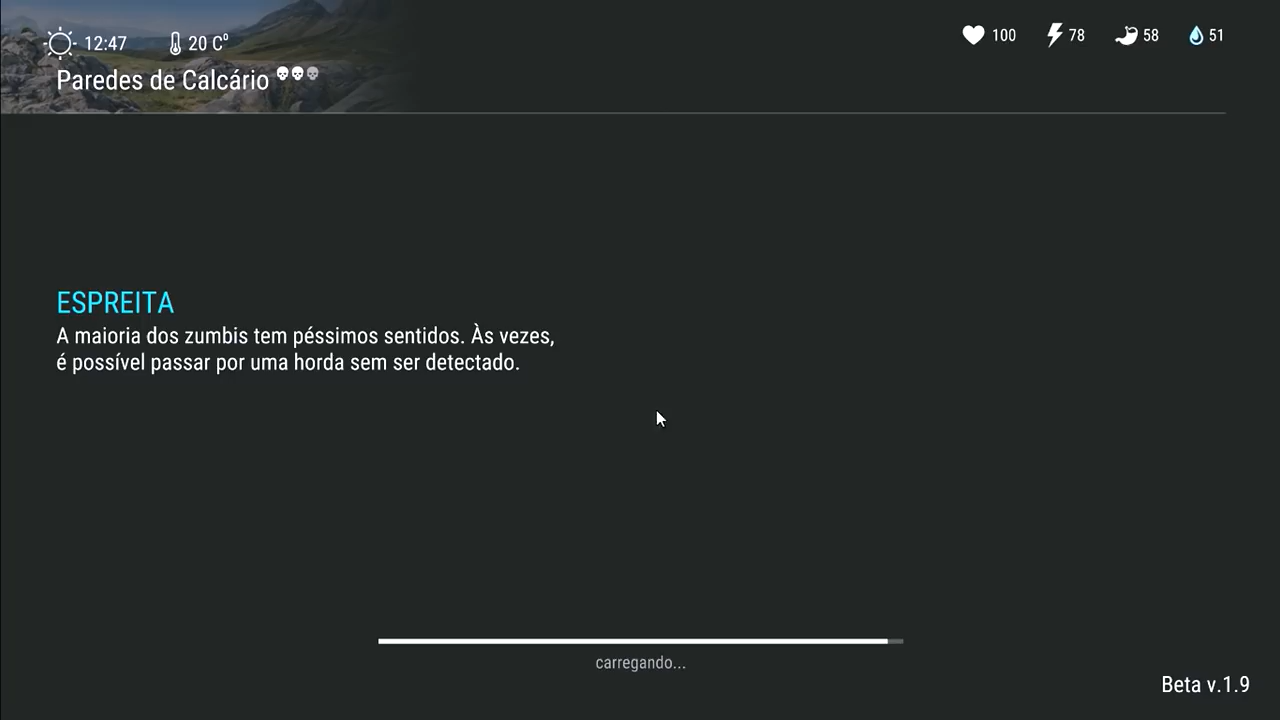 12:47 20 Cº
100 78 58 51
Paredes de Calcário
ESPREITA
A maioria dos zumbis tem péssimos sentidos. Às vezes,
é possível passar por uma horda sem ser detectado.
carregando...
Beta v.1.9